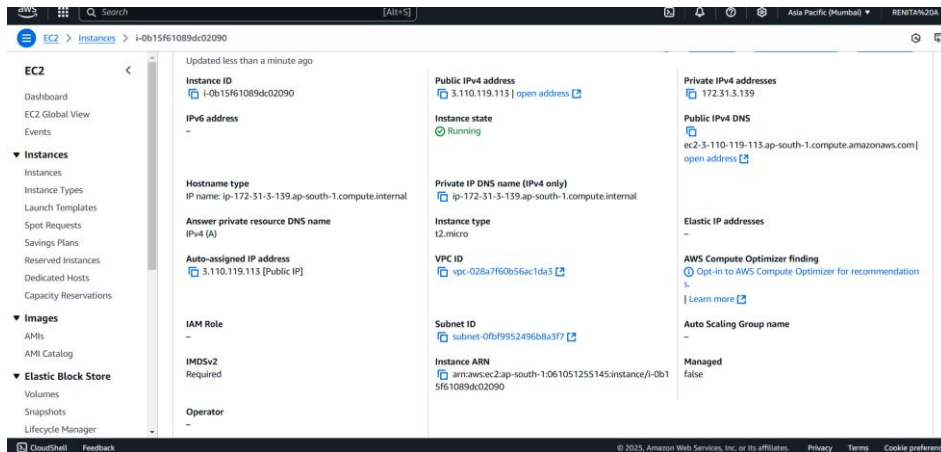 aws
Search
[Alt+S]
Asia Pacific (Mumbai)
RENITA%20A
EC2 > Instances > i-0b15f61089dc02090
EC2
Dashboard
EC2 Global View
Events
Instances
Instances
Instance Types
Launch Templates
Spot Requests
Savings Plans
Reserved Instances
Dedicated Hosts
Capacity Reservations
Images
AMIs
AMI Catalog
Elastic Block Store
Volumes
Snapshots
Lifecycle Manager
Updated less than a minute ago
Instance ID
i-0b15f61089dc02090
Public IPv4 address
3.110.119.113 | open address
Private IPv4 addresses
172.31.3.139
IPv6 address
–
Instance state
Running
Public IPv4 DNS
ec2-3-110-119-113.ap-south-1.compute.amazonaws.com |
open address
Hostname type
IP name: ip-172-31-3-139.ap-south-1.compute.internal
Private IP DNS name (IPv4 only)
ip-172-31-3-139.ap-south-1.compute.internal
Answer private resource DNS name
IPv4 (A)
Instance type
t2.micro
Elastic IP addresses
–
Auto-assigned IP address
3.110.119.113 [Public IP]
VPC ID
vpc-028a7f60b56ac1da3
AWS Compute Optimizer finding
Opt-in to AWS Compute Optimizer for recommendation
s.
| Learn more
IAM Role
–
Subnet ID
subnet-0fbf9952496b8a3f7
Auto Scaling Group name
–
IMDSv2
Required
Instance ARN
arn:aws:ec2:ap-south-1:061051255145:instance/i-0b1
5f61089dc02090
Managed
false
Operator
–
CloudShell
Feedback
© 2025, Amazon Web Services, Inc. or its affiliates.
Privacy
Terms
Cookie preferenc